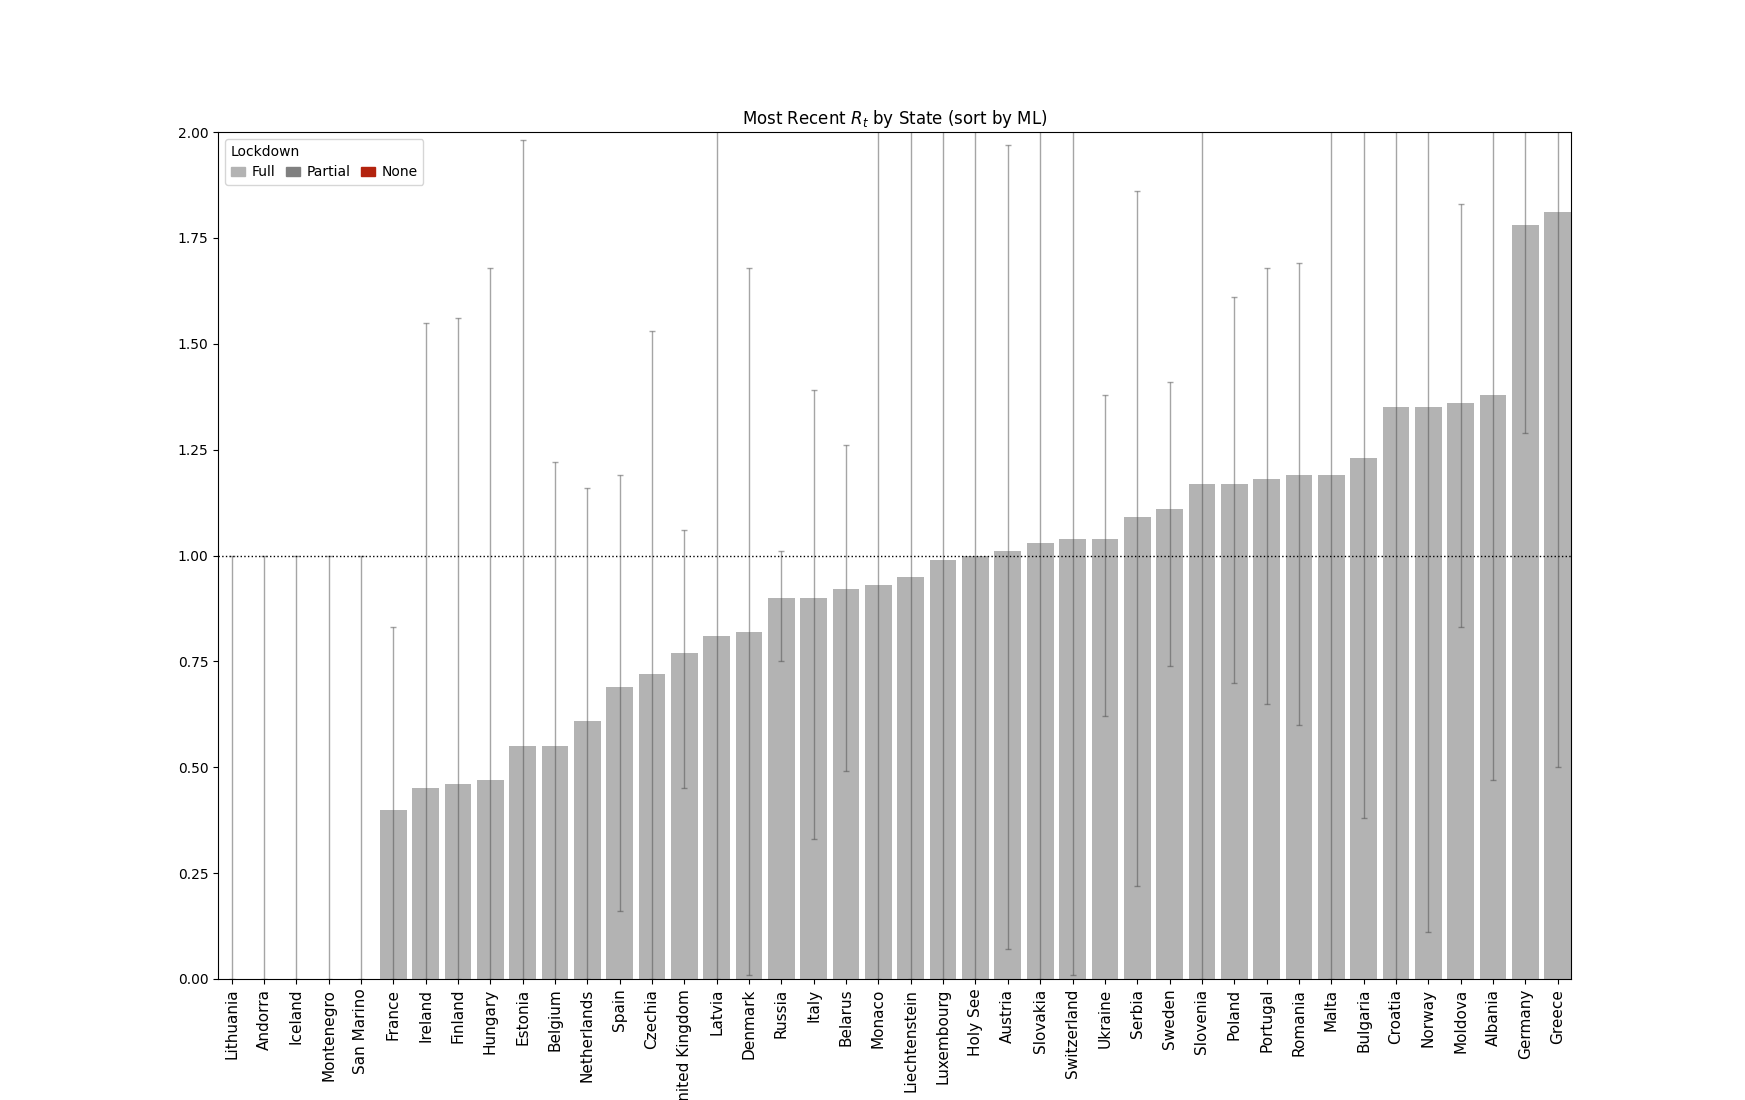 Most Recent R_t by State (sort by ML)
Lockdown
Full Partial None
2.00
1.75
1.50
1.25
1.00
0.75
0.50
0.25
0.00
Lithuania
Andorra
Iceland
Montenegro
San Marino
France
Ireland
Finland
Hungary
Estonia
Belgium
Netherlands
Spain
Czechia
nited Kingdom
Latvia
Denmark
Russia
Italy
Belarus
Monaco
Liechtenstein
Luxembourg
Holy See
Austria
Slovakia
Switzerland
Ukraine
Serbia
Sweden
Slovenia
Poland
Portugal
Romania
Malta
Bulgaria
Croatia
Norway
Moldova
Albania
Germany
Greece